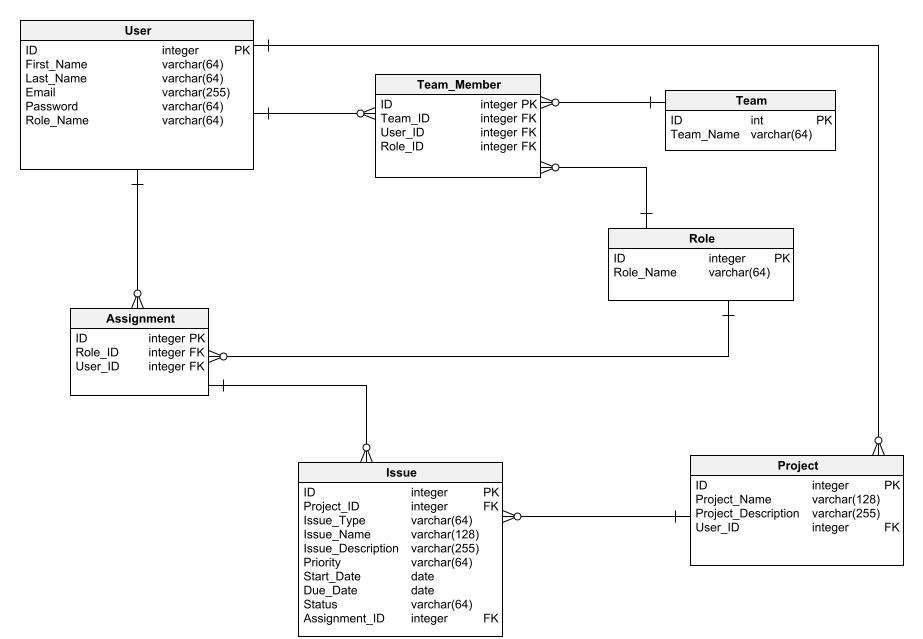 User
ID integer PK
First_Name varchar(64)
Last_Name varchar(64)
Email varchar(255)
Password varchar(64)
Role_Name varchar(64)
Team_Member
ID integer PK
Team_ID integer FK
User_ID integer FK
Role_ID integer FK
Team
ID int PK
Team_Name varchar(64)
Role
ID integer PK
Role_Name varchar(64)
Assignment
ID integer PK
Role_ID integer FK
User_ID integer FK
Issue
ID integer PK
Project_ID integer FK
Issue_Type varchar(64)
Issue_Name varchar(128)
Issue_Description varchar(255)
Priority varchar(64)
Start_Date date
Due_Date date
Status varchar(64)
Assignment_ID integer FK
Project
ID integer PK
Project_Name varchar(128)
Project_Description varchar(255)
User_ID integer FK